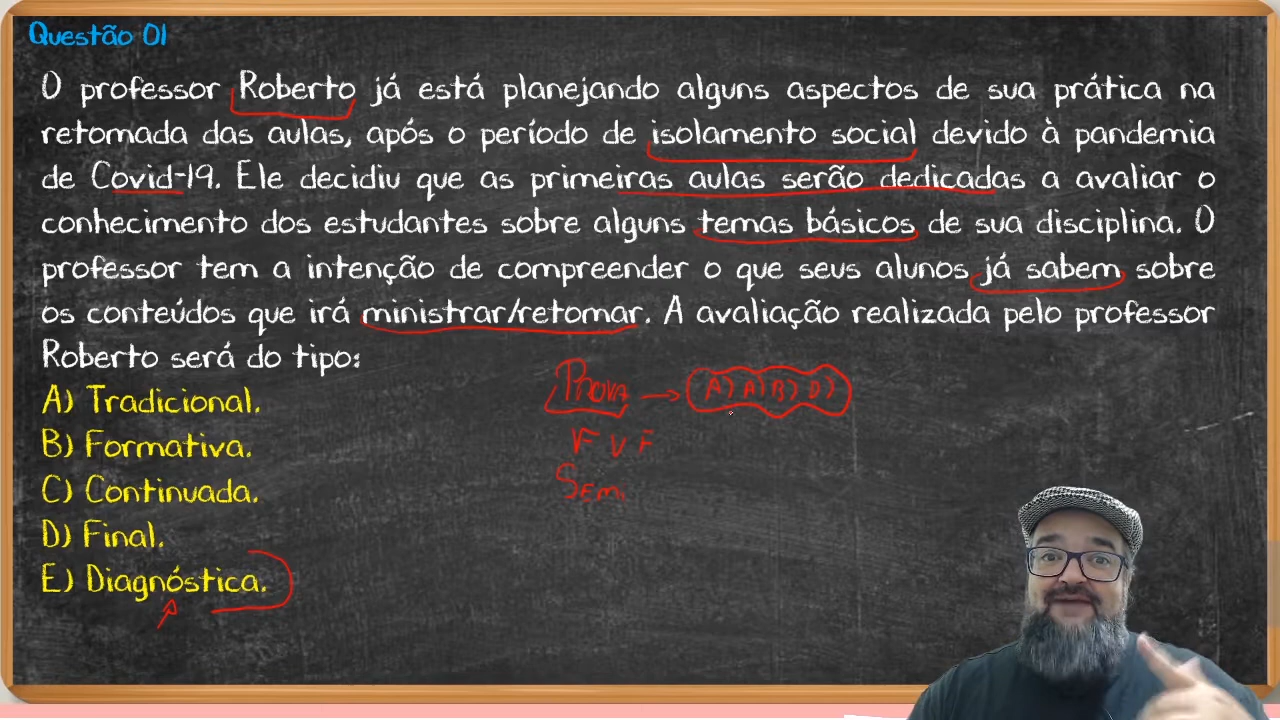 Questão 01
O professor Roberto já está planejando alguns aspectos de sua prática na
retomada das aulas, após o período de isolamento social devido à pandemia
de Covid-19. Ele decidiu que as primeiras aulas serão dedicadas a avaliar o
conhecimento dos estudantes sobre alguns temas básicos de sua disciplina. O
professor tem a intenção de compreender o que seus alunos já sabem sobre
os conteúdos que irá ministrar/retomar. A avaliação realizada pelo professor
Roberto será do tipo:
A) Tradicional.
B) Formativa.
C) Continuada.
D) Final.
E) Diagnóstica.
PROVA → A) A) B) D)
F V F
SEM